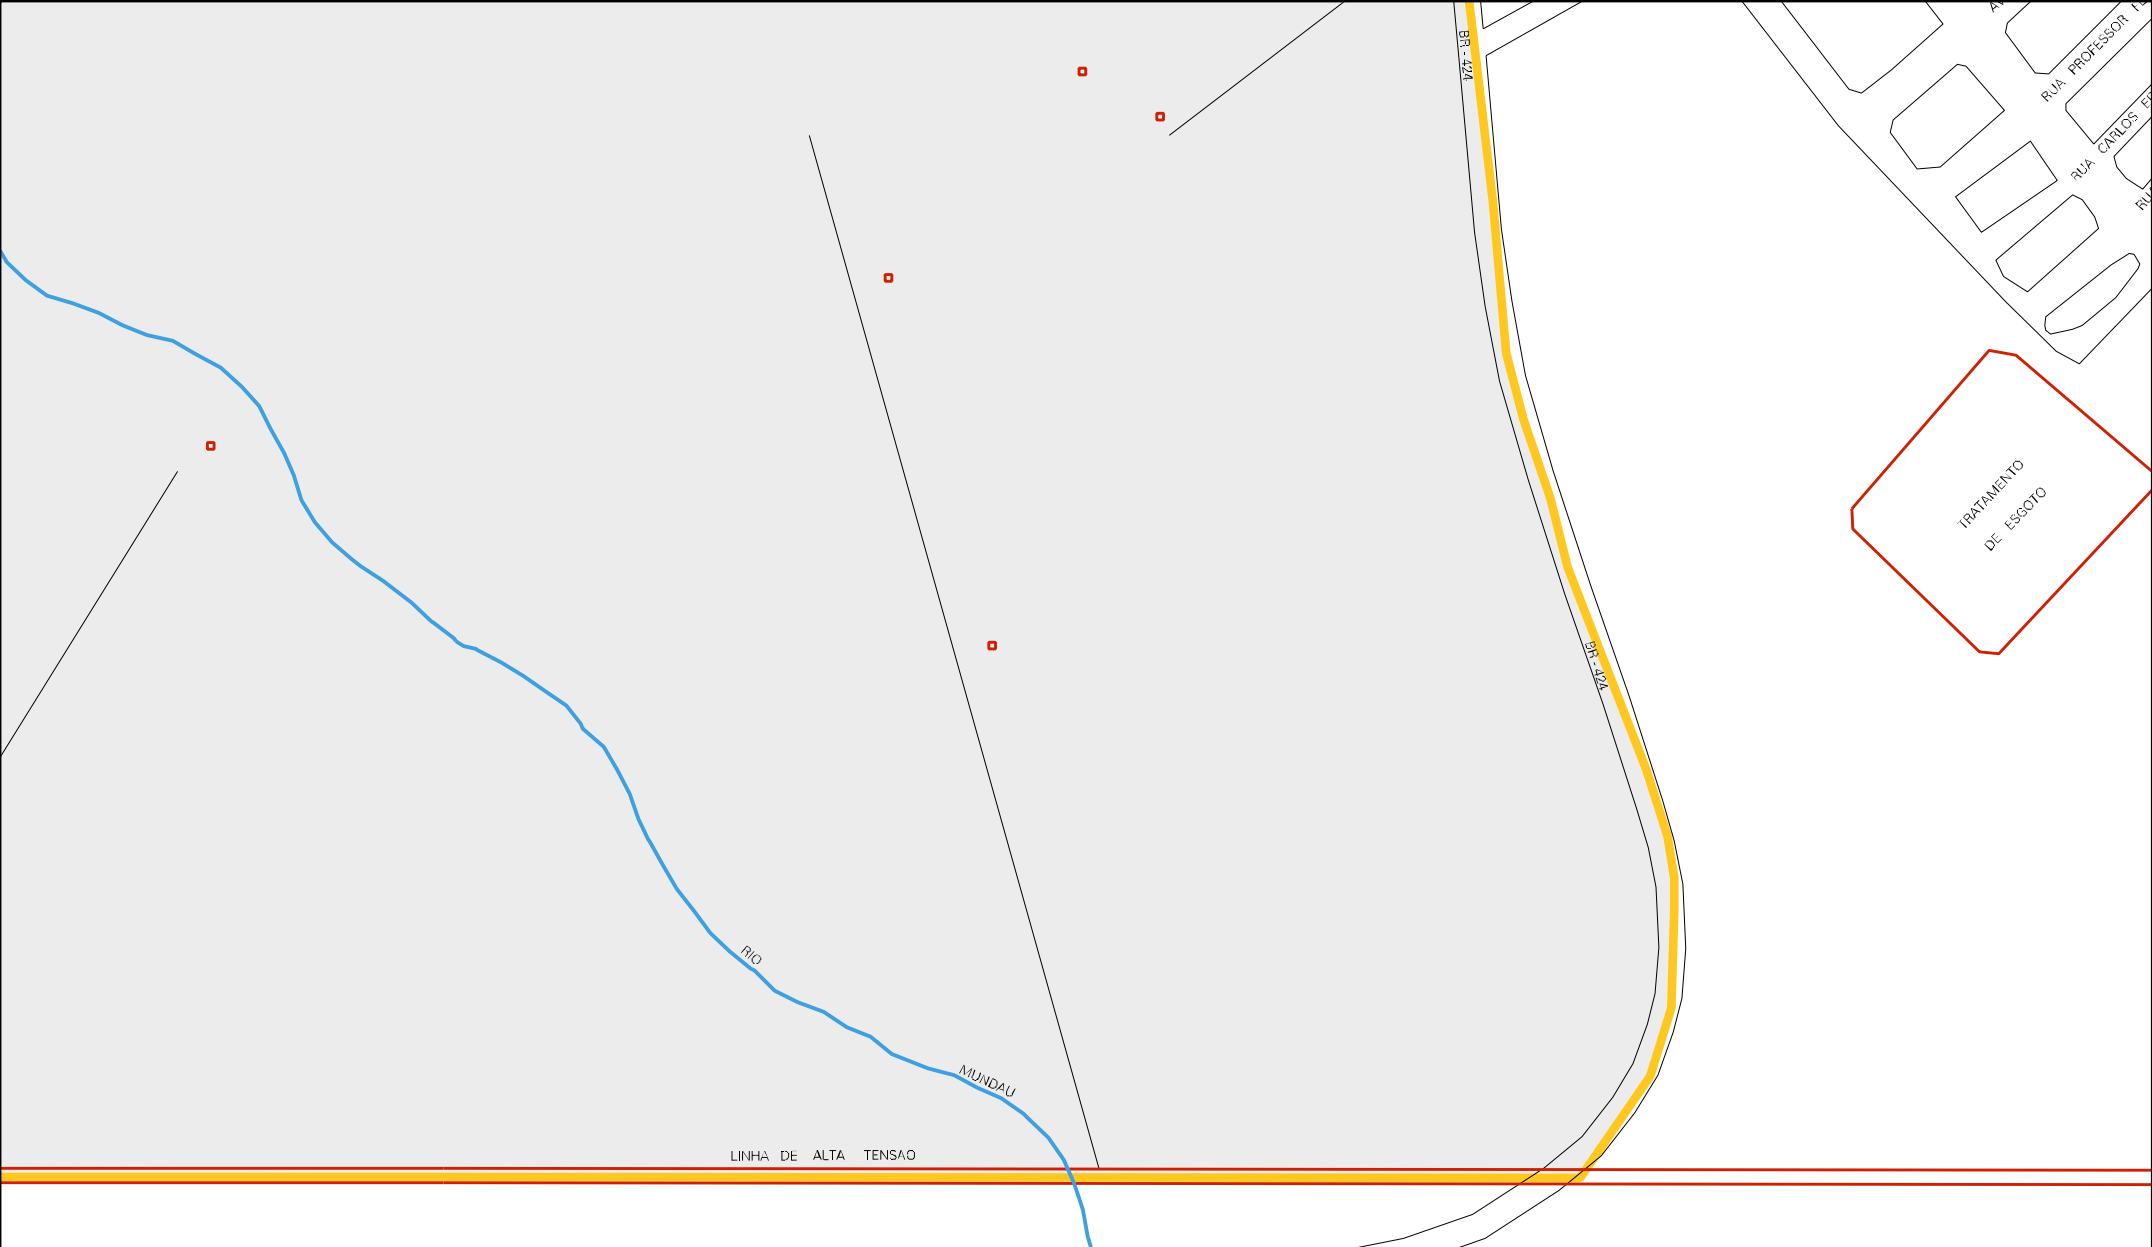 BR - 424
RUA PROFESSOR
RUA CARLOS
TRATAMENTO
DE ESGOTO
BR - 424
RIO
MUNDAU
LINHA DE ALTA TENSAO